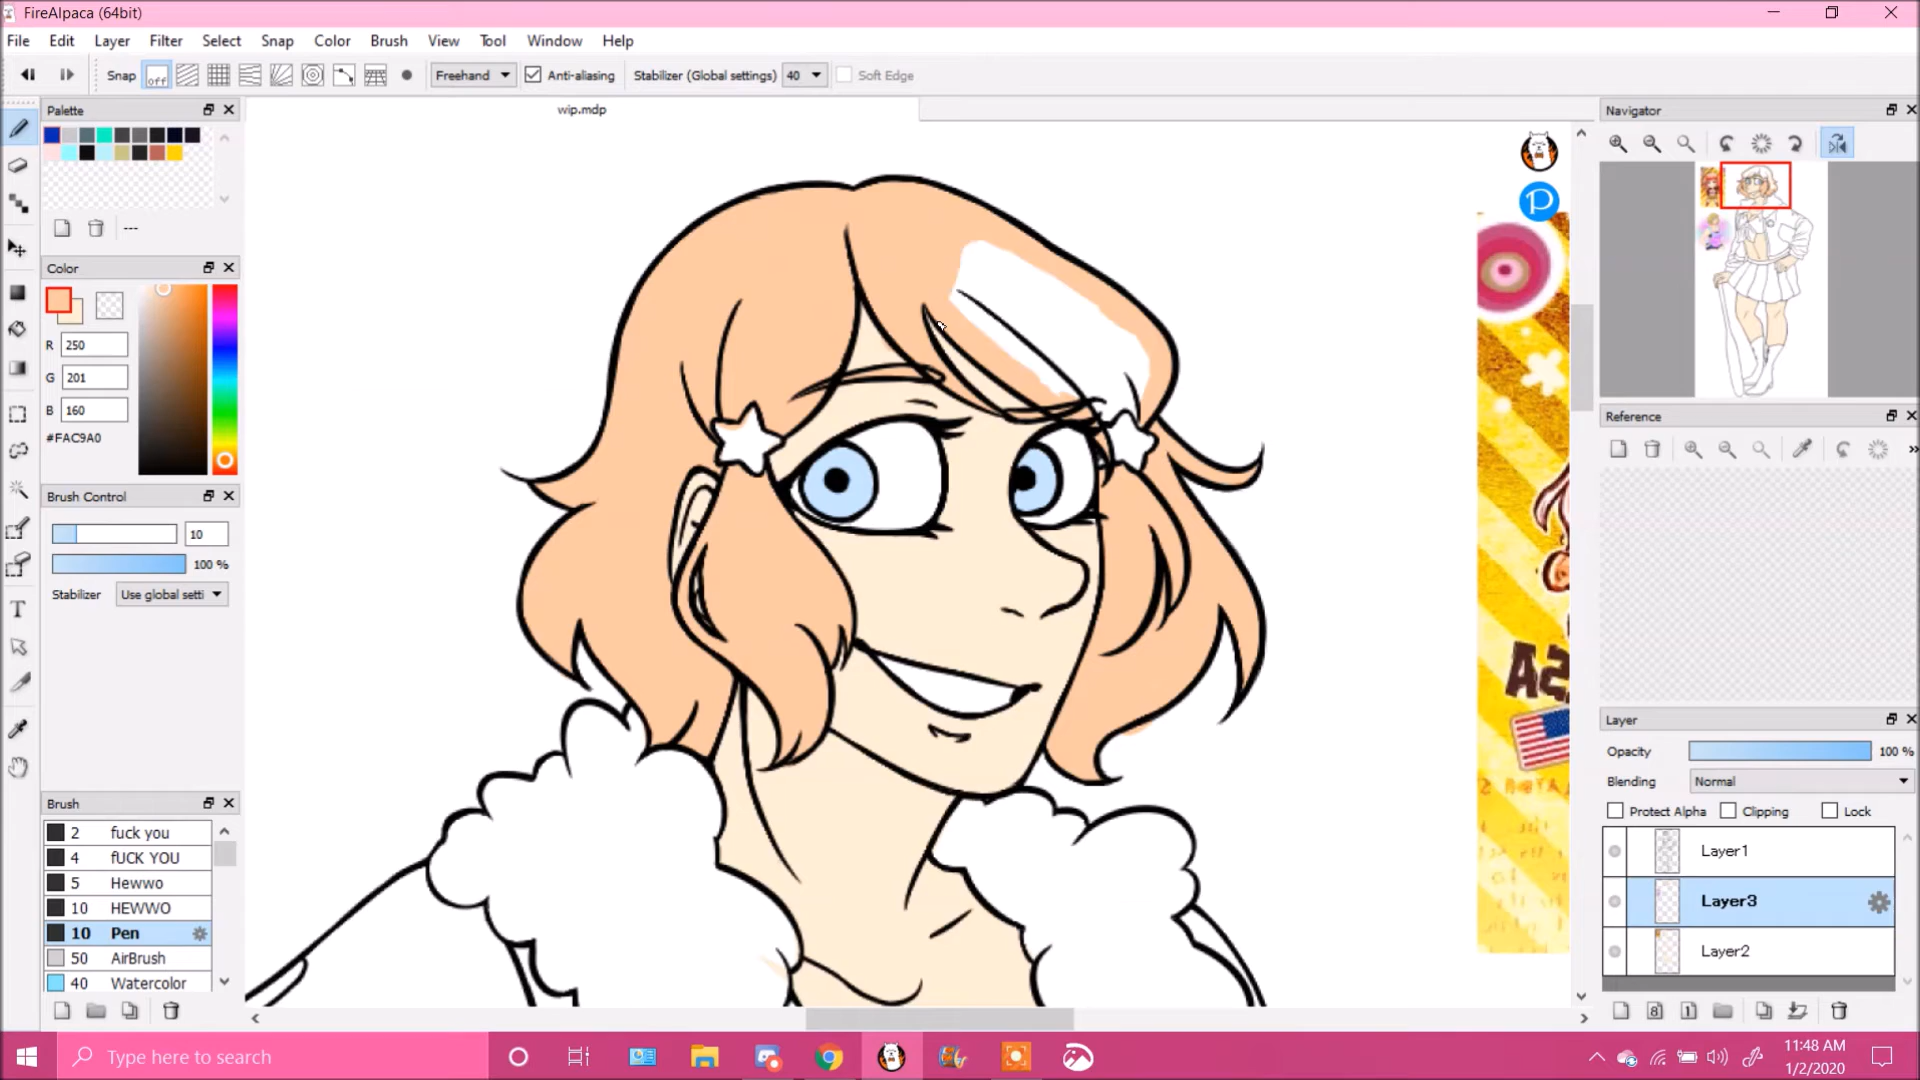 FireAlpaca (64bit)
File Edit Layer Filter Select Snap Color Brush View Tool Window Help
Snap off Freehand Anti-aliasing Stabilizer (Global settings) 40 Soft Edge
Palette
wip.mdp
Navigator
---
Color
R 250
G 201
B 160
#FAC9A0
Reference
Brush Control
10
100 %
Stabilizer Use global setti
T
Layer
Opacity 100 %
Blending Normal
Protect Alpha Clipping Lock
Brush
2 fuck you
4 fUCK YOU
5 Hewwo
10 HEWWO
10 Pen
50 AirBrush
40 Watercolor
Layer1
Layer3
Layer2
8 1
Type here to search
11:48 AM
1/2/2020